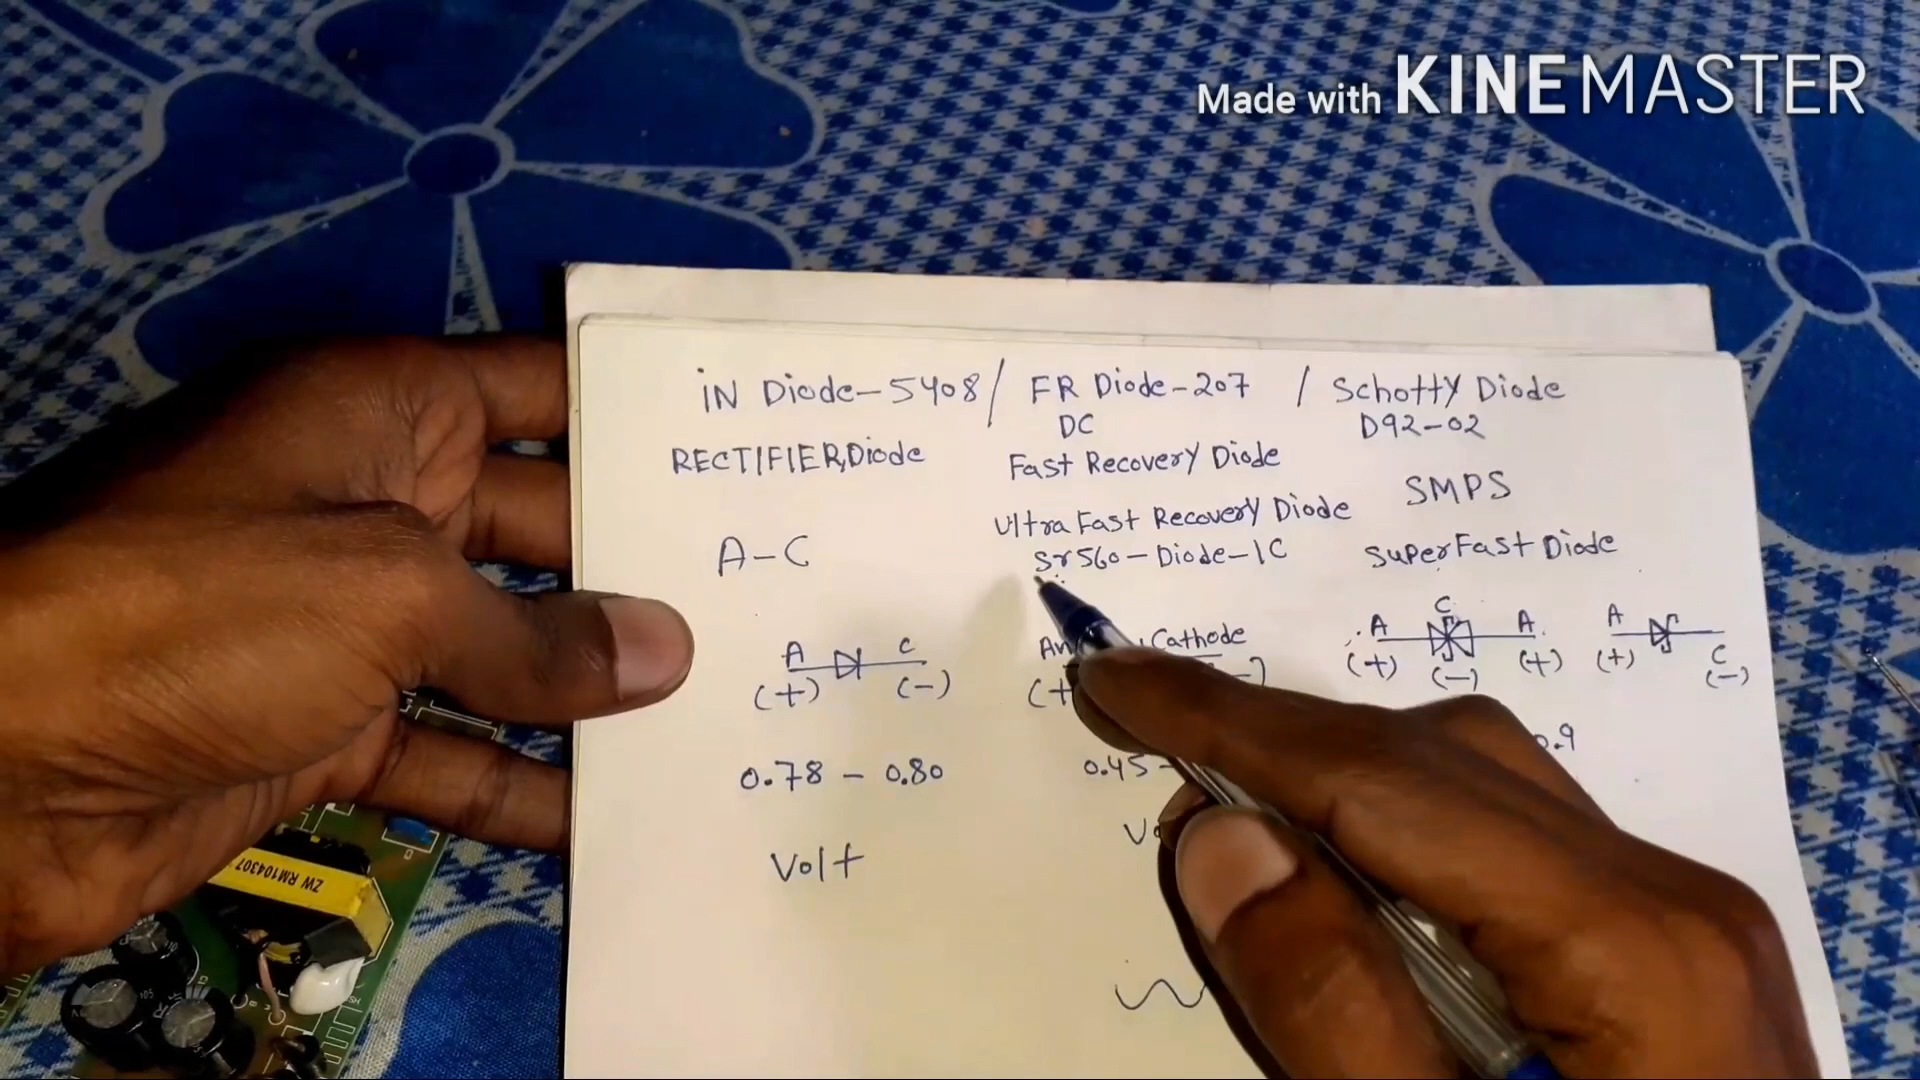 Made with KINEMASTER
iN Diode-5408 / FR Diode-207 / Schotty Diode
DC D92-02
RECTIFIER Diode Fast Recovery Diode SMPS
Ultra Fast Recovery Diode
A-C Sr560-Diode-IC SuperFast Diode
A C Cathode A C A A
(+) (-) (+) (-) (+) (+) C (-)
0.78 - 0.80 0.45 - 0.9
Volt
ZW RM104307